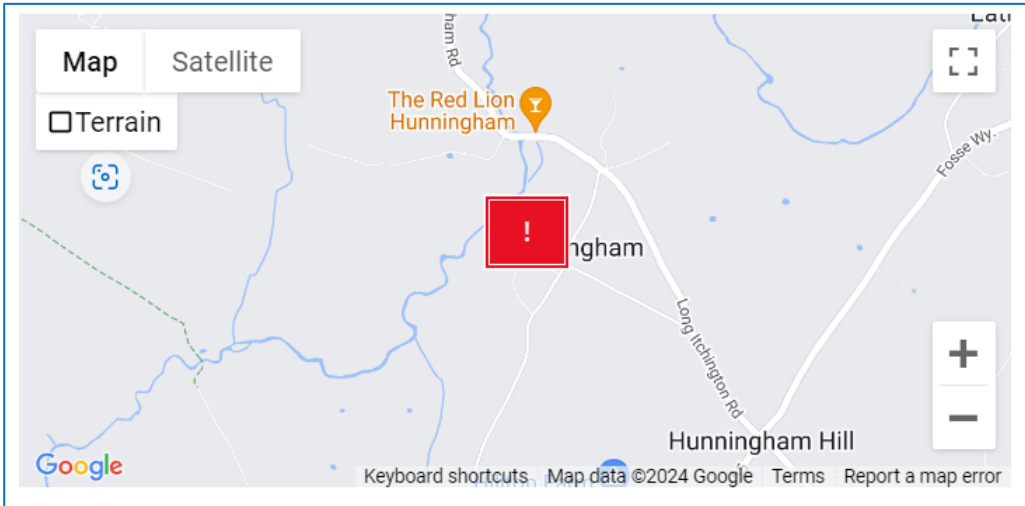 Map Satellite
Terrain
ham Rd
The Red Lion
Hunningham
Fosse Wy.
!
ngham
Long Itchington Rd
Hunningham Hill
Google
Keyboard shortcuts Map data ©2024 Google Terms Report a map error